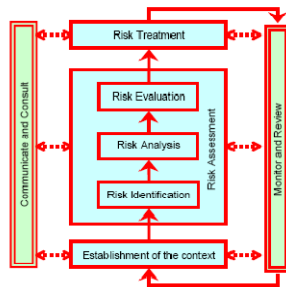 Risk Treatment
Communicate and Consult
Risk Evaluation
Risk Analysis
Risk Identification
Risk Assessment
Monitor and Review
Establishment of the context